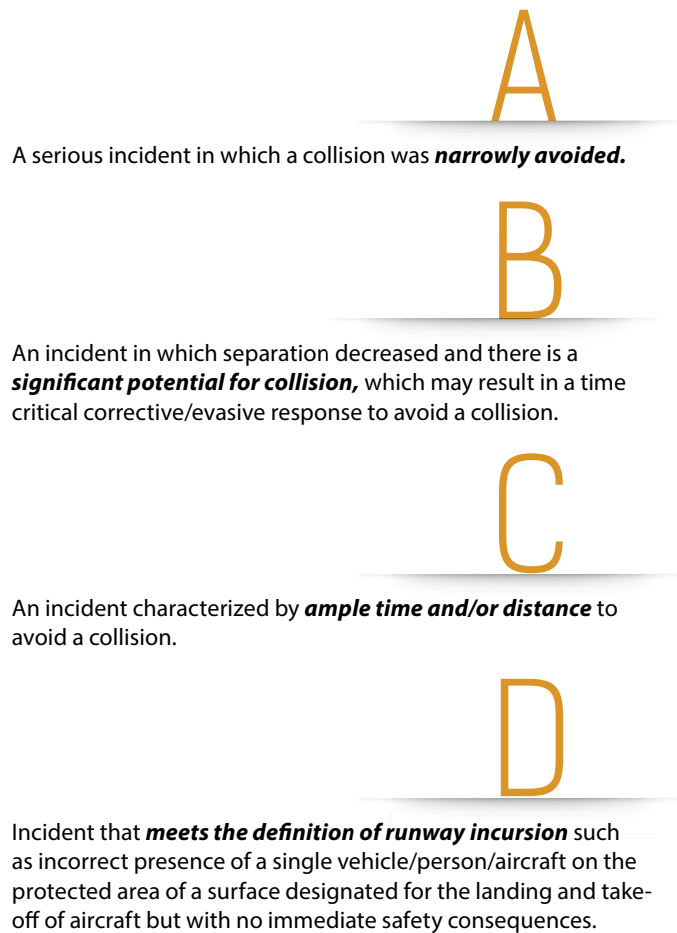 A
A serious incident in which a collision was narrowly avoided.
B
An incident in which separation decreased and there is a
significant potential for collision, which may result in a time
critical corrective/evasive response to avoid a collision.
C
An incident characterized by ample time and/or distance to
avoid a collision.
D
Incident that meets the definition of runway incursion such
as incorrect presence of a single vehicle/person/aircraft on the
protected area of a surface designated for the landing and take-
off of aircraft but with no immediate safety consequences.